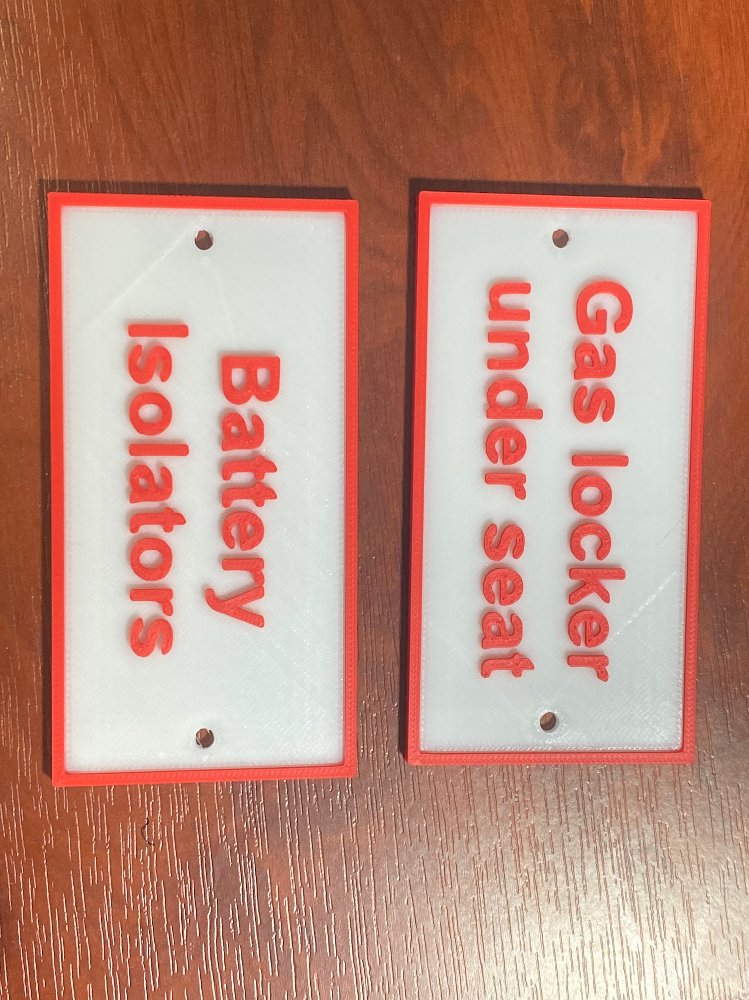 Battery
Isolators
Gas locker
under seat